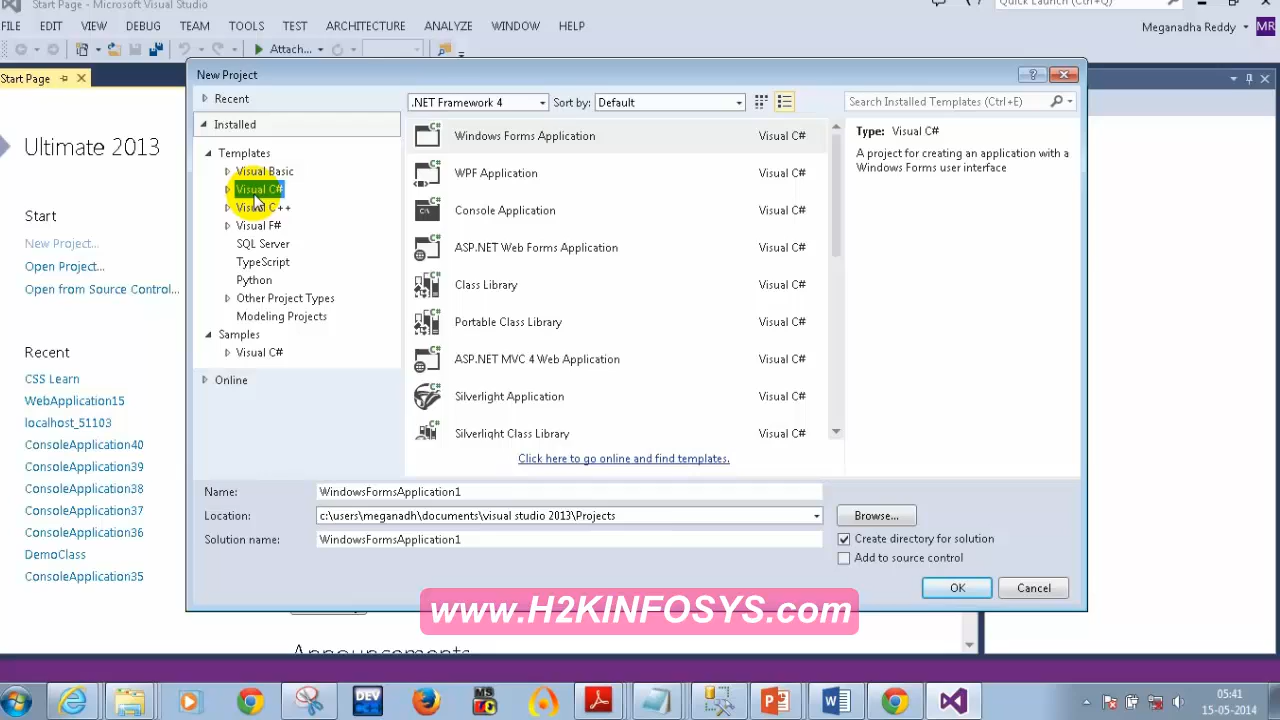 Start Page - Microsoft Visual Studio
Quick Launch (Ctrl+Q)
FILE EDIT VIEW DEBUG TEAM TOOLS TEST ARCHITECTURE ANALYZE WINDOW HELP
Meganadha Reddy MR
Attach...
Start Page
New Project
Recent
.NET Framework 4 Sort by: Default
Search Installed Templates (Ctrl+E)
Installed
Ultimate 2013
Templates
Visual Basic
Visual C#
Visual C++
Visual F#
SQL Server
TypeScript
Python
Other Project Types
Modeling Projects
Samples
Visual C#
Online
Windows Forms Application Visual C#
WPF Application Visual C#
Console Application Visual C#
ASP.NET Web Forms Application Visual C#
Class Library Visual C#
Portable Class Library Visual C#
ASP.NET MVC 4 Web Application Visual C#
Silverlight Application Visual C#
Silverlight Class Library Visual C#
Click here to go online and find templates.
Type: Visual C#
A project for creating an application with a
Windows Forms user interface
Start
New Project...
Open Project...
Open from Source Control...
Recent
CSS Learn
WebApplication15
localhost_51103
ConsoleApplication40
ConsoleApplication39
ConsoleApplication38
ConsoleApplication37
ConsoleApplication36
DemoClass
ConsoleApplication35
Name: WindowsFormsApplication1
Location: c:\users\meganadh\documents\visual studio 2013\Projects
Browse...
Solution name: WindowsFormsApplication1
Create directory for solution
Add to source control
OK Cancel
www.H2KINFOSYS.com
Announcements
DEV
MS
05:41
15-05-2014